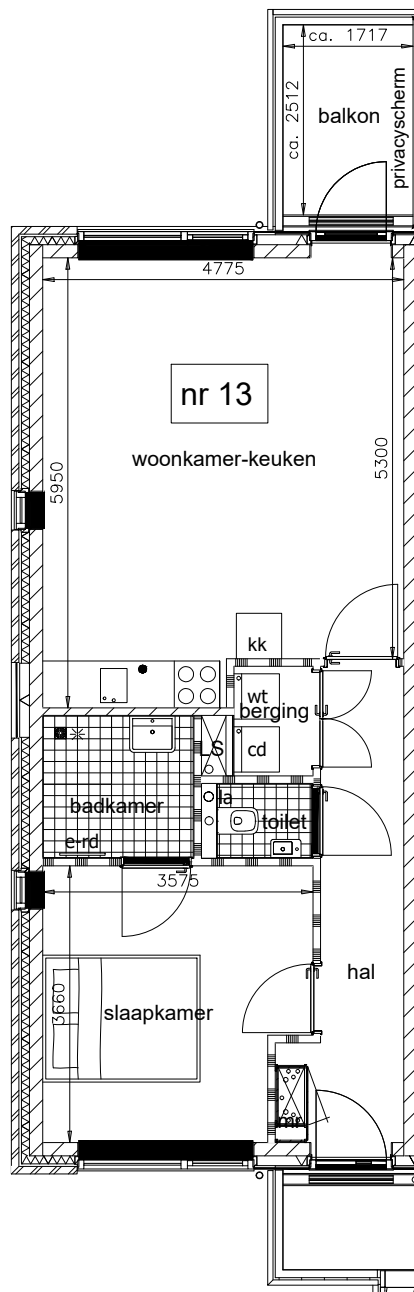 ca. 1717
ca. 2512
balkon
privacyscherm
4775
nr 13
woonkamer-keuken
5950
5300
kk
wt
berging
LS
cd
badkamer
la
toilet
e-rd
3575
3660
slaapkamer
hal